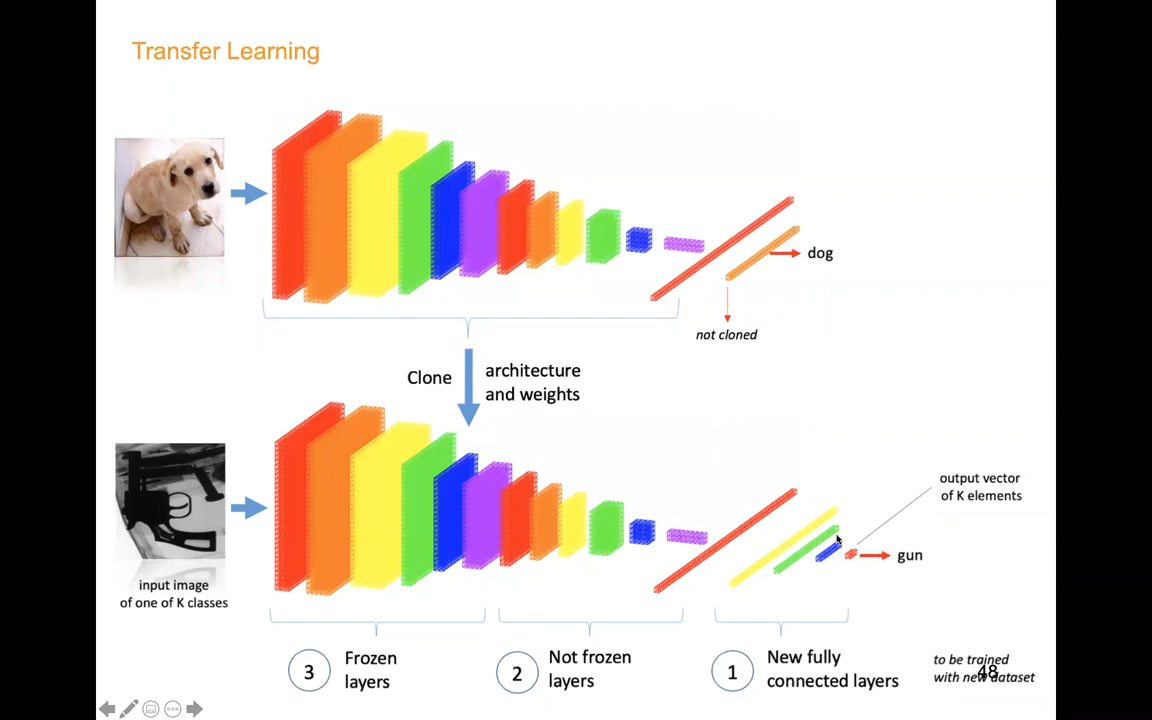 Transfer Learning
dog
not cloned
Clone
architecture
and weights
output vector
of K elements
gun
input image
of one of K classes
3
Frozen
layers
2
Not frozen
layers
1
New fully
connected layers
to be trained
with new dataset
48